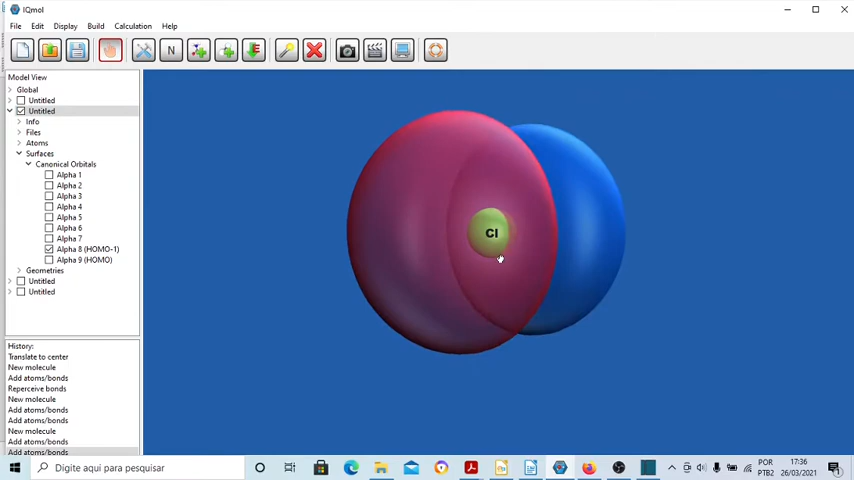 IQmol
File Edit Display Build Calculation Help
N
Model View
Global
Untitled
Untitled
Info
Files
Atoms
Surfaces
Canonical Orbitals
Alpha 1
Alpha 2
Alpha 3
Alpha 4
Alpha 5
Alpha 6
Alpha 7
Alpha 8 (HOMO-1)
Alpha 9 (HOMO)
Geometries
Untitled
Untitled
Cl
History:
Translate to center
New molecule
Add atoms/bonds
Reperceive bonds
New molecule
Add atoms/bonds
Add atoms/bonds
New molecule
Add atoms/bonds
Add atoms/bonds
Digite aqui para pesquisar
POR
PTB2
17:36
26/03/2021